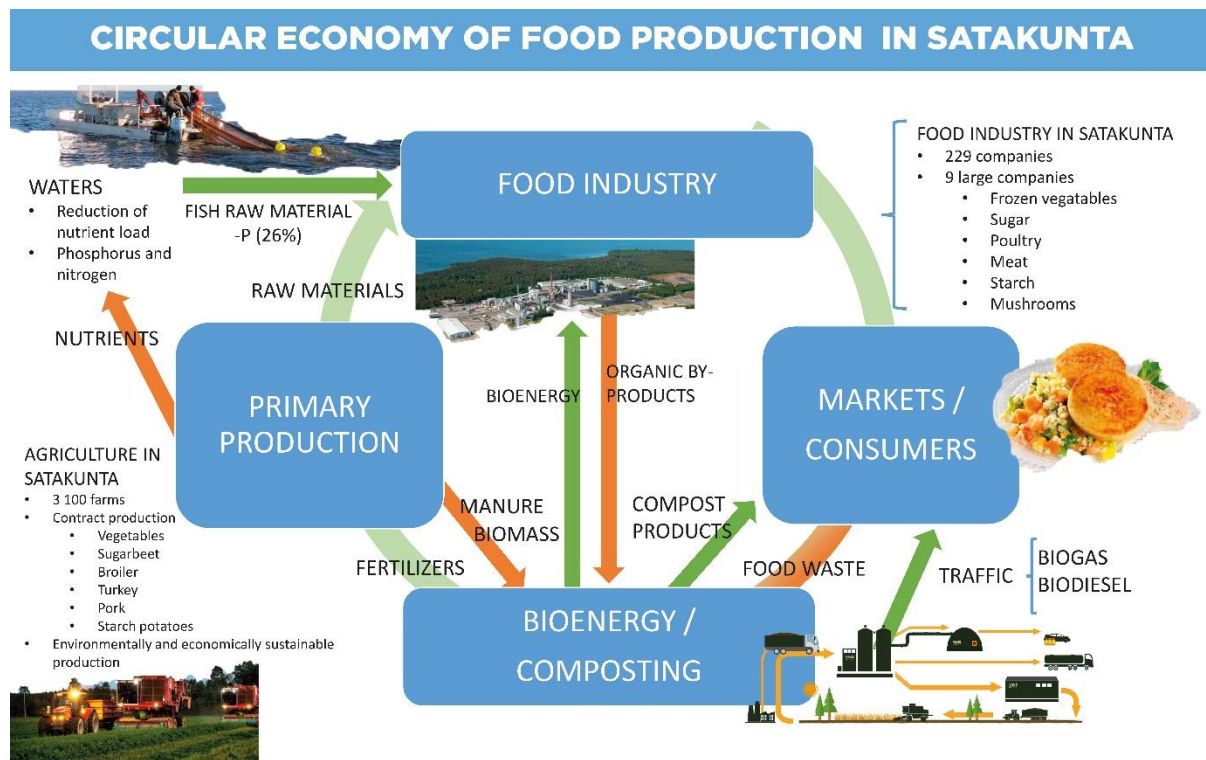 CIRCULAR ECONOMY OF FOOD PRODUCTION IN SATAKUNTA
WATERS
• Reduction of
nutrient load
• Phosphorus and
nitrogen
FISH RAW MATERIAL
-P (26%)
RAW MATERIALS
NUTRIENTS
FOOD INDUSTRY
FOOD INDUSTRY IN SATAKUNTA
• 229 companies
• 9 large companies
• Frozen vegatables
• Sugar
• Poultry
• Meat
• Starch
• Mushrooms
PRIMARY
PRODUCTION
BIOENERGY
ORGANIC BY-
PRODUCTS
MARKETS /
CONSUMERS
AGRICULTURE IN
SATAKUNTA
• 3 100 farms
• Contract production
• Vegetables
• Sugarbeet
• Broiler
• Turkey
• Pork
• Starch potatoes
• Environmentally and economically sustainable
production
MANURE
BIOMASS
FERTILIZERS
COMPOST
PRODUCTS
FOOD WASTE
TRAFFIC
BIOGAS
BIODIESEL
BIOENERGY /
COMPOSTING